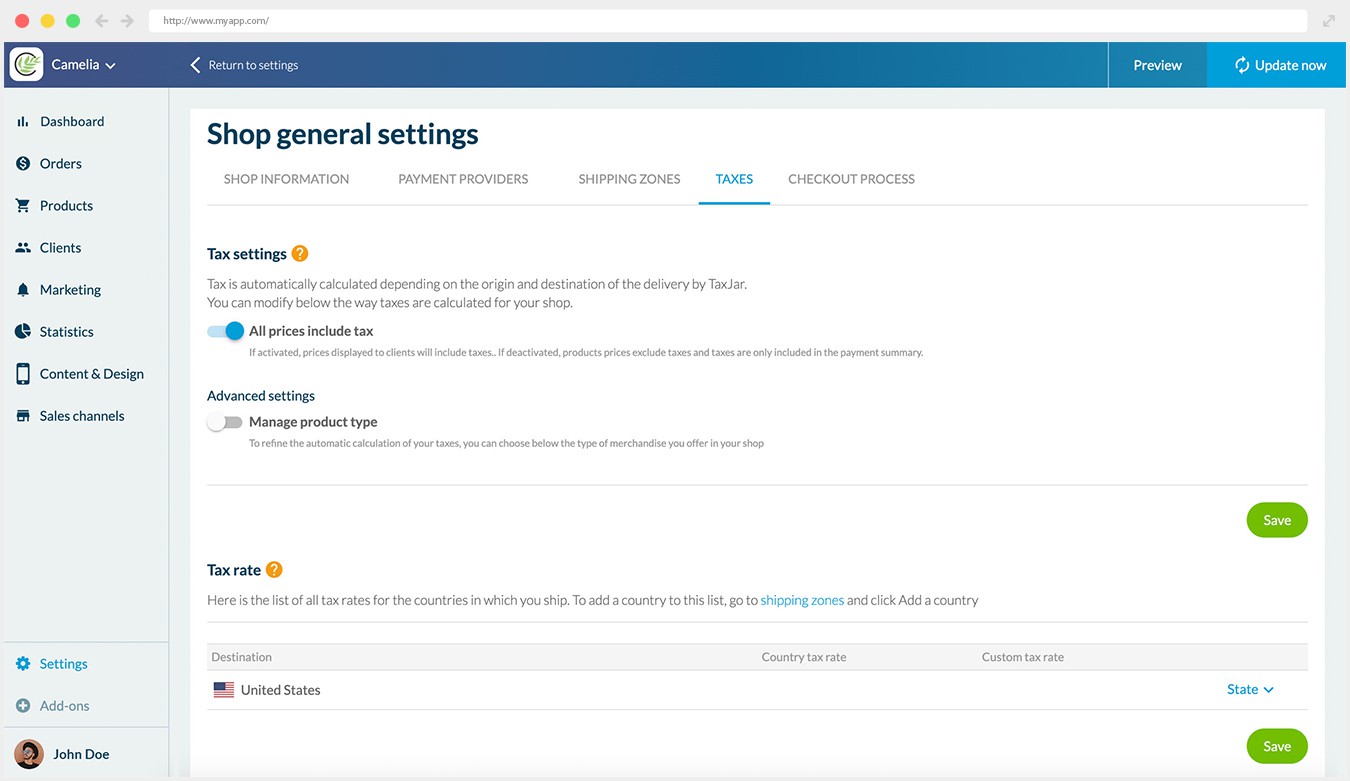 http://www.myapp.com/
Camelia
Return to settings
Preview
Update now
Dashboard
Orders
Products
Clients
Marketing
Statistics
Content & Design
Sales channels
Settings
Add-ons
John Doe
Shop general settings
SHOP INFORMATION PAYMENT PROVIDERS SHIPPING ZONES TAXES CHECKOUT PROCESS
Tax settings ?
Tax is automatically calculated depending on the origin and destination of the delivery by TaxJar.
You can modify below the way taxes are calculated for your shop.
All prices include tax
If activated, prices displayed to clients will include taxes.. If deactivated, products prices exclude taxes and taxes are only included in the payment summary.
Advanced settings
Manage product type
To refine the automatic calculation of your taxes, you can choose below the type of merchandise you offer in your shop
Save
Tax rate ?
Here is the list of all tax rates for the countries in which you ship. To add a country to this list, go to shipping zones and click Add a country
Destination Country tax rate Custom tax rate
United States State
Save